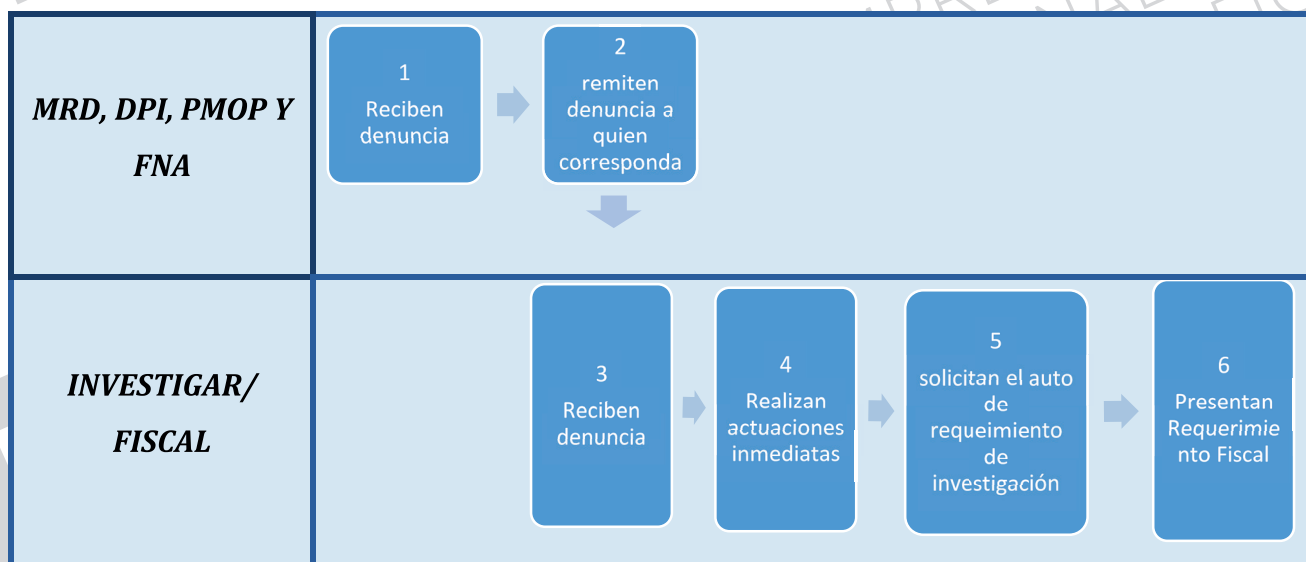 MRD, DPI, PMOP Y
FNA
1
Reciben
denuncia
2
remiten
denuncia a
quien
corresponda
INVESTIGAR/
FISCAL
3
Reciben
denuncia
4
Realizan
actuaciones
inmediatas
5
solicitan el auto
de
requeimiento
de
investigación
6
Presentan
Requerimie
nto Fiscal